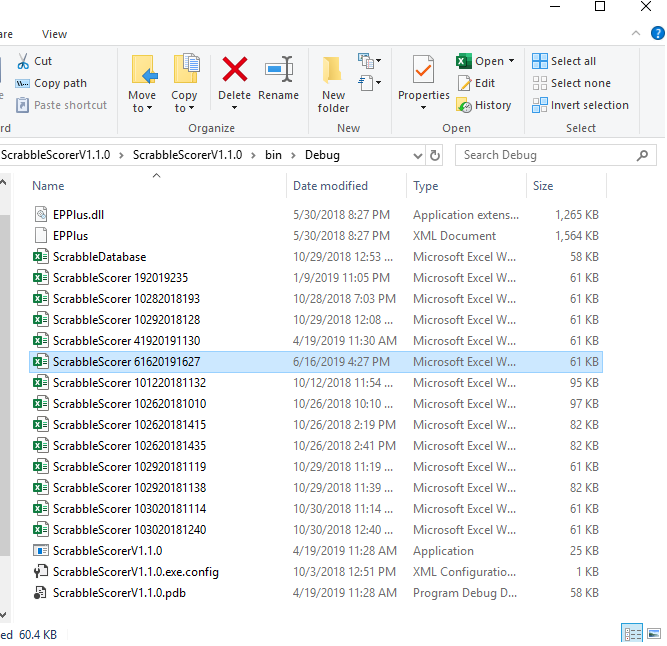 are View
Cut
Copy path
Paste shortcut
Move to
Copy to
Delete
Rename
New folder
Properties
Open
Edit
History
Select all
Select none
Invert selection
rd Organize New Open Select
ScrabbleScorerV1.1.0 › ScrabbleScorerV1.1.0 › bin › Debug Search Debug
Name Date modified Type Size
EPPlus.dll 5/30/2018 8:27 PM Application extens... 1,265 KB
EPPlus 5/30/2018 8:27 PM XML Document 1,564 KB
ScrabbleDatabase 10/29/2018 12:53 ... Microsoft Excel W... 58 KB
ScrabbleScorer 192019235 1/9/2019 11:05 PM Microsoft Excel W... 61 KB
ScrabbleScorer 10282018193 10/28/2018 7:03 PM Microsoft Excel W... 61 KB
ScrabbleScorer 10292018128 10/29/2018 12:08 ... Microsoft Excel W... 61 KB
ScrabbleScorer 41920191130 4/19/2019 11:30 AM Microsoft Excel W... 61 KB
ScrabbleScorer 61620191627 6/16/2019 4:27 PM Microsoft Excel W... 61 KB
ScrabbleScorer 101220181132 10/12/2018 11:54 ... Microsoft Excel W... 95 KB
ScrabbleScorer 102620181010 10/26/2018 10:10 ... Microsoft Excel W... 97 KB
ScrabbleScorer 102620181415 10/26/2018 2:19 PM Microsoft Excel W... 82 KB
ScrabbleScorer 102620181435 10/26/2018 2:41 PM Microsoft Excel W... 82 KB
ScrabbleScorer 102920181119 10/29/2018 11:19 ... Microsoft Excel W... 61 KB
ScrabbleScorer 102920181138 10/29/2018 11:39 ... Microsoft Excel W... 82 KB
ScrabbleScorer 103020181114 10/30/2018 11:14 ... Microsoft Excel W... 61 KB
ScrabbleScorer 103020181240 10/30/2018 12:40 ... Microsoft Excel W... 61 KB
ScrabbleScorerV1.1.0 4/19/2019 11:28 AM Application 25 KB
ScrabbleScorerV1.1.0.exe.config 10/3/2018 12:51 PM XML Configuratio... 1 KB
ScrabbleScorerV1.1.0.pdb 4/19/2019 11:28 AM Program Debug D... 58 KB
ed 60.4 KB